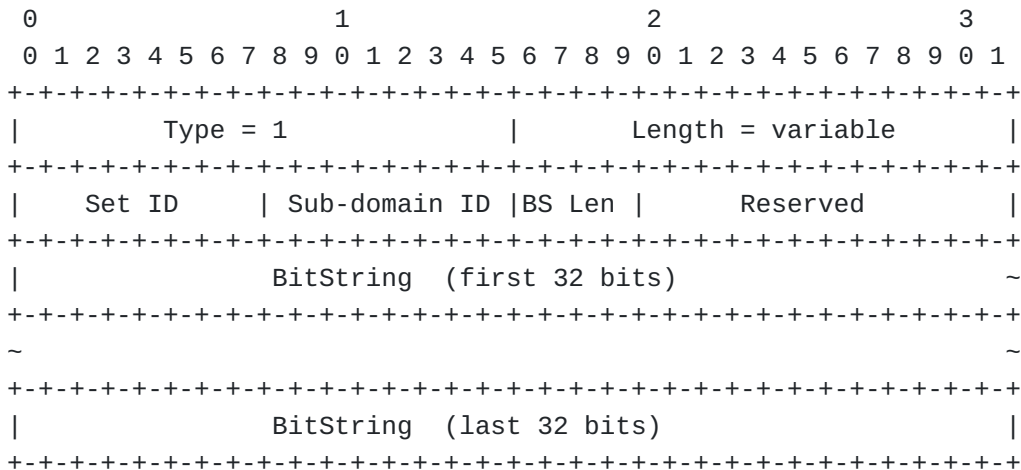 0                   1                   2                   3
 0 1 2 3 4 5 6 7 8 9 0 1 2 3 4 5 6 7 8 9 0 1 2 3 4 5 6 7 8 9 0 1
+-+-+-+-+-+-+-+-+-+-+-+-+-+-+-+-+-+-+-+-+-+-+-+-+-+-+-+-+-+-+-+-+
|         Type = 1              |       Length = variable       |
+-+-+-+-+-+-+-+-+-+-+-+-+-+-+-+-+-+-+-+-+-+-+-+-+-+-+-+-+-+-+-+-+
|    Set ID     | Sub-domain ID |BS Len |      Reserved         |
+-+-+-+-+-+-+-+-+-+-+-+-+-+-+-+-+-+-+-+-+-+-+-+-+-+-+-+-+-+-+-+-+
|                BitString  (first 32 bits)                     ~
+-+-+-+-+-+-+-+-+-+-+-+-+-+-+-+-+-+-+-+-+-+-+-+-+-+-+-+-+-+-+-+-+
~                                                               ~
+-+-+-+-+-+-+-+-+-+-+-+-+-+-+-+-+-+-+-+-+-+-+-+-+-+-+-+-+-+-+-+-+
|                BitString  (last 32 bits)                      |
+-+-+-+-+-+-+-+-+-+-+-+-+-+-+-+-+-+-+-+-+-+-+-+-+-+-+-+-+-+-+-+-+